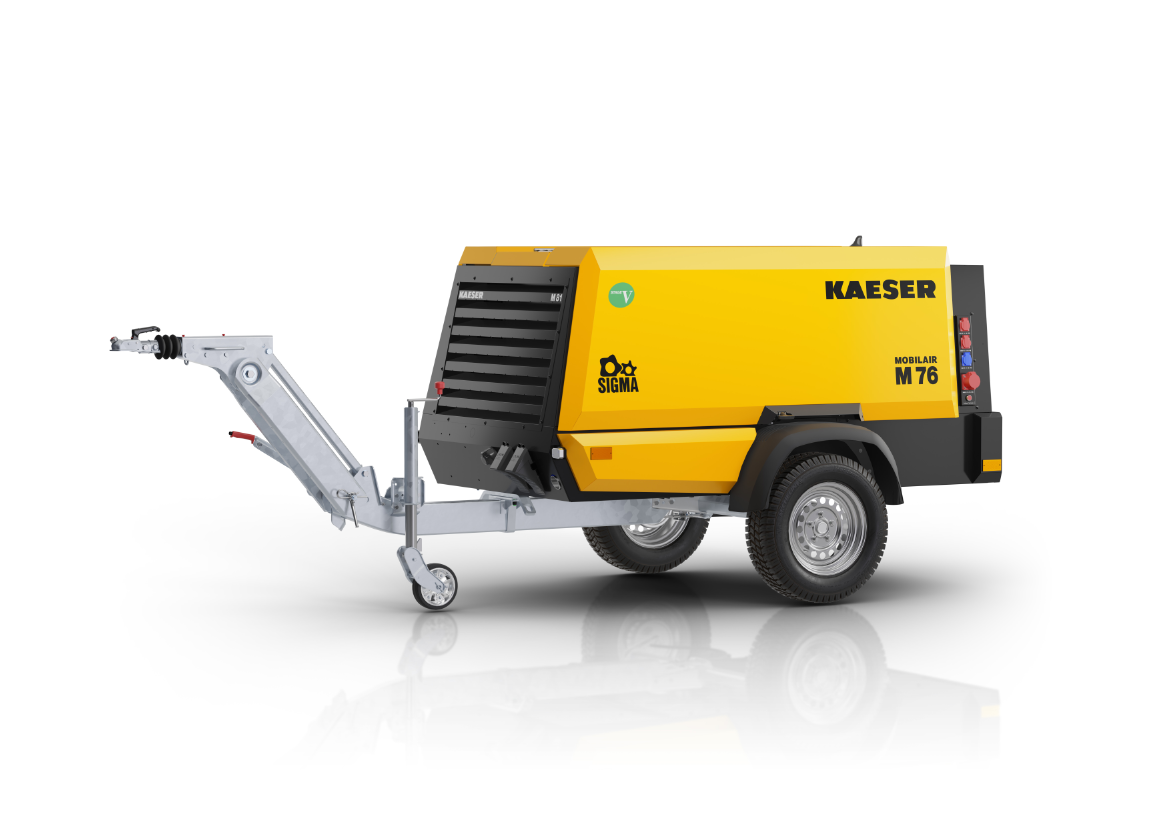 KAESER
M 81
KAESER
SIGMA
MOBILAIR
M 76